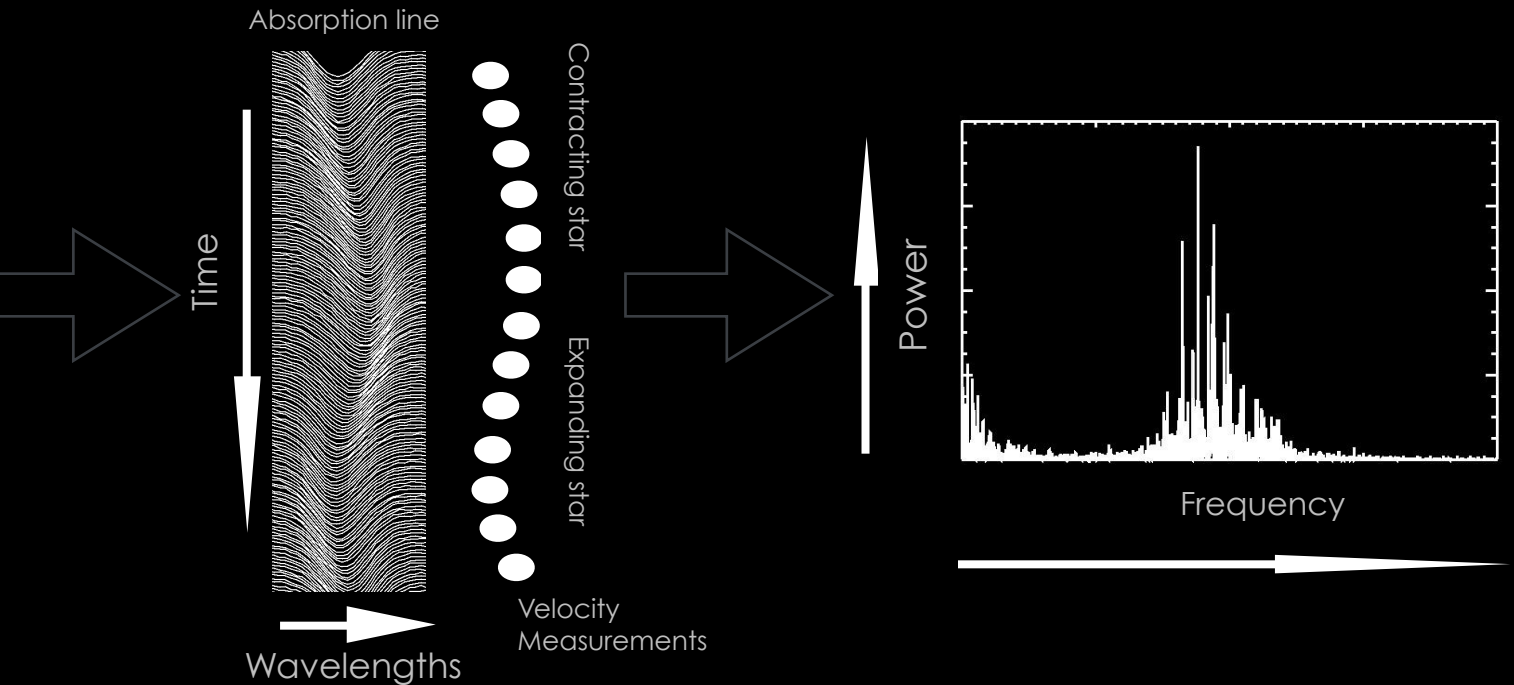 Absorption line
Time
Contracting star
Expanding star
Velocity
Measurements
Wavelengths
Power
Frequency